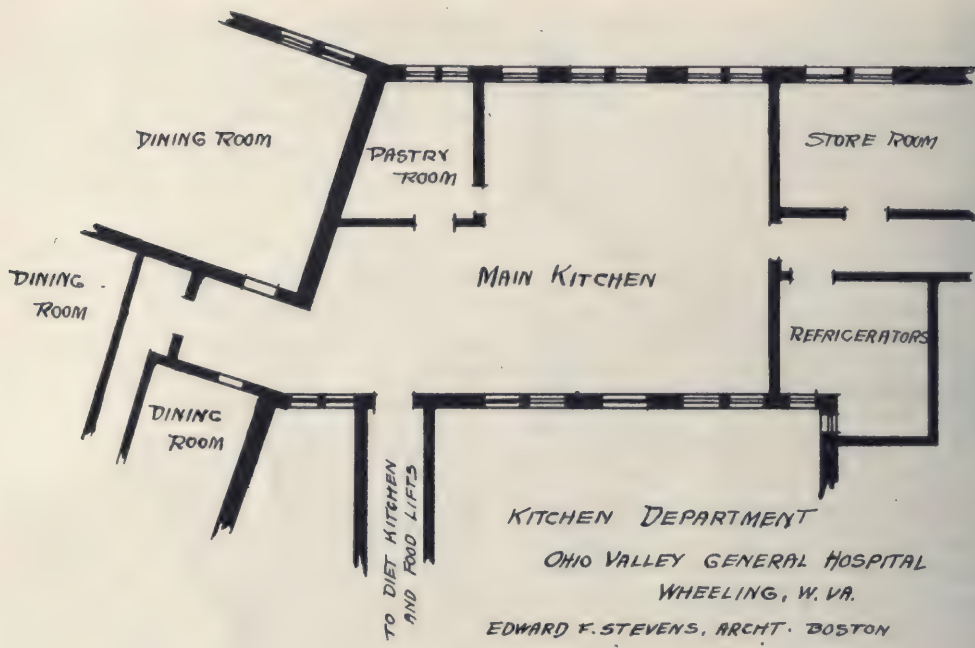 DINING ROOM
PASTRY
ROOM
STORE ROOM
DINING
ROOM
MAIN KITCHEN
REFRIGERATORS
DINING
ROOM
TO DIET KITCHEN
AND FOOD LIFTS
KITCHEN DEPARTMENT
OHIO VALLEY GENERAL HOSPITAL
WHEELING, W. VA.
EDWARD F. STEVENS, ARCHT. BOSTON